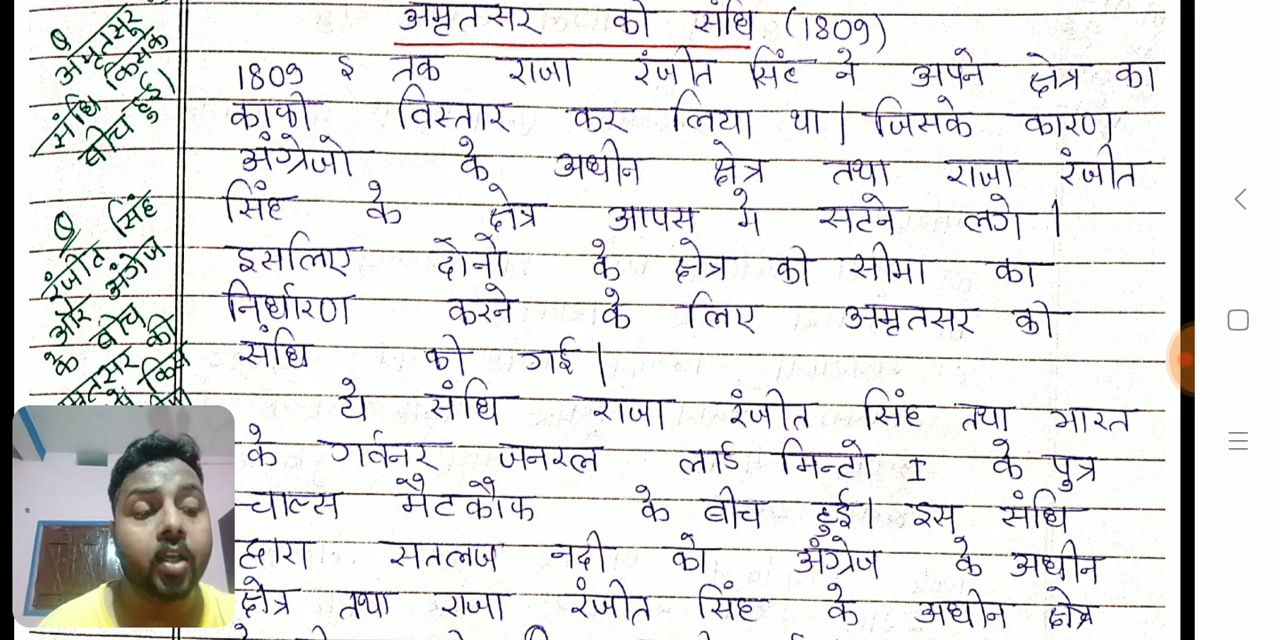 अमृतसर की संधि (1809)
1809 ई तक राजा रंजीत सिंह ने अपने क्षेत्र का
काफी विस्तार कर लिया था। जिसके कारण
अंग्रेजो के अधीन क्षेत्र तथा राजा रंजीत
सिंह के क्षेत्र आपस मे सटने लगे।
इसलिए दोनो के क्षेत्र की सीमा का
निर्धारण करने के लिए अमृतसर की
संधि की गई।
ये संधि राजा रंजीत सिंह तथा भारत
के गर्वनर जनरल लार्ड मिन्टो I के पुत्र
चार्ल्स मैटकौफ के बीच हुई। इस संधि
द्वारा सतलज नदी को अंग्रेज के अधीन
क्षेत्र तथा राजा रंजीत सिंह के अधीन क्षेत्र
Q अमृतसर
संधि किसके
बीच हुई।
Q रंजीत सिंह
और अंग्रेज
के बीच
की
किस